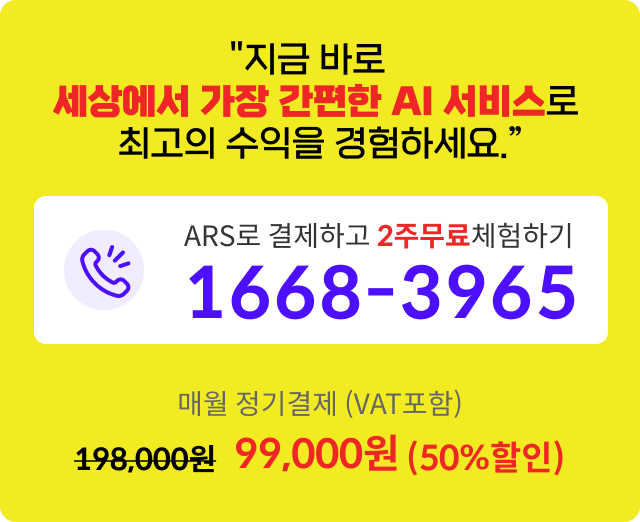 "지금 바로
세상에서 가장 간편한 AI 서비스로
최고의 수익을 경험하세요.”
ARS로 결제하고 2주무료체험하기
1668-3965
매월 정기결제 (VAT포함)
198,000원 99,000원 (50%할인)